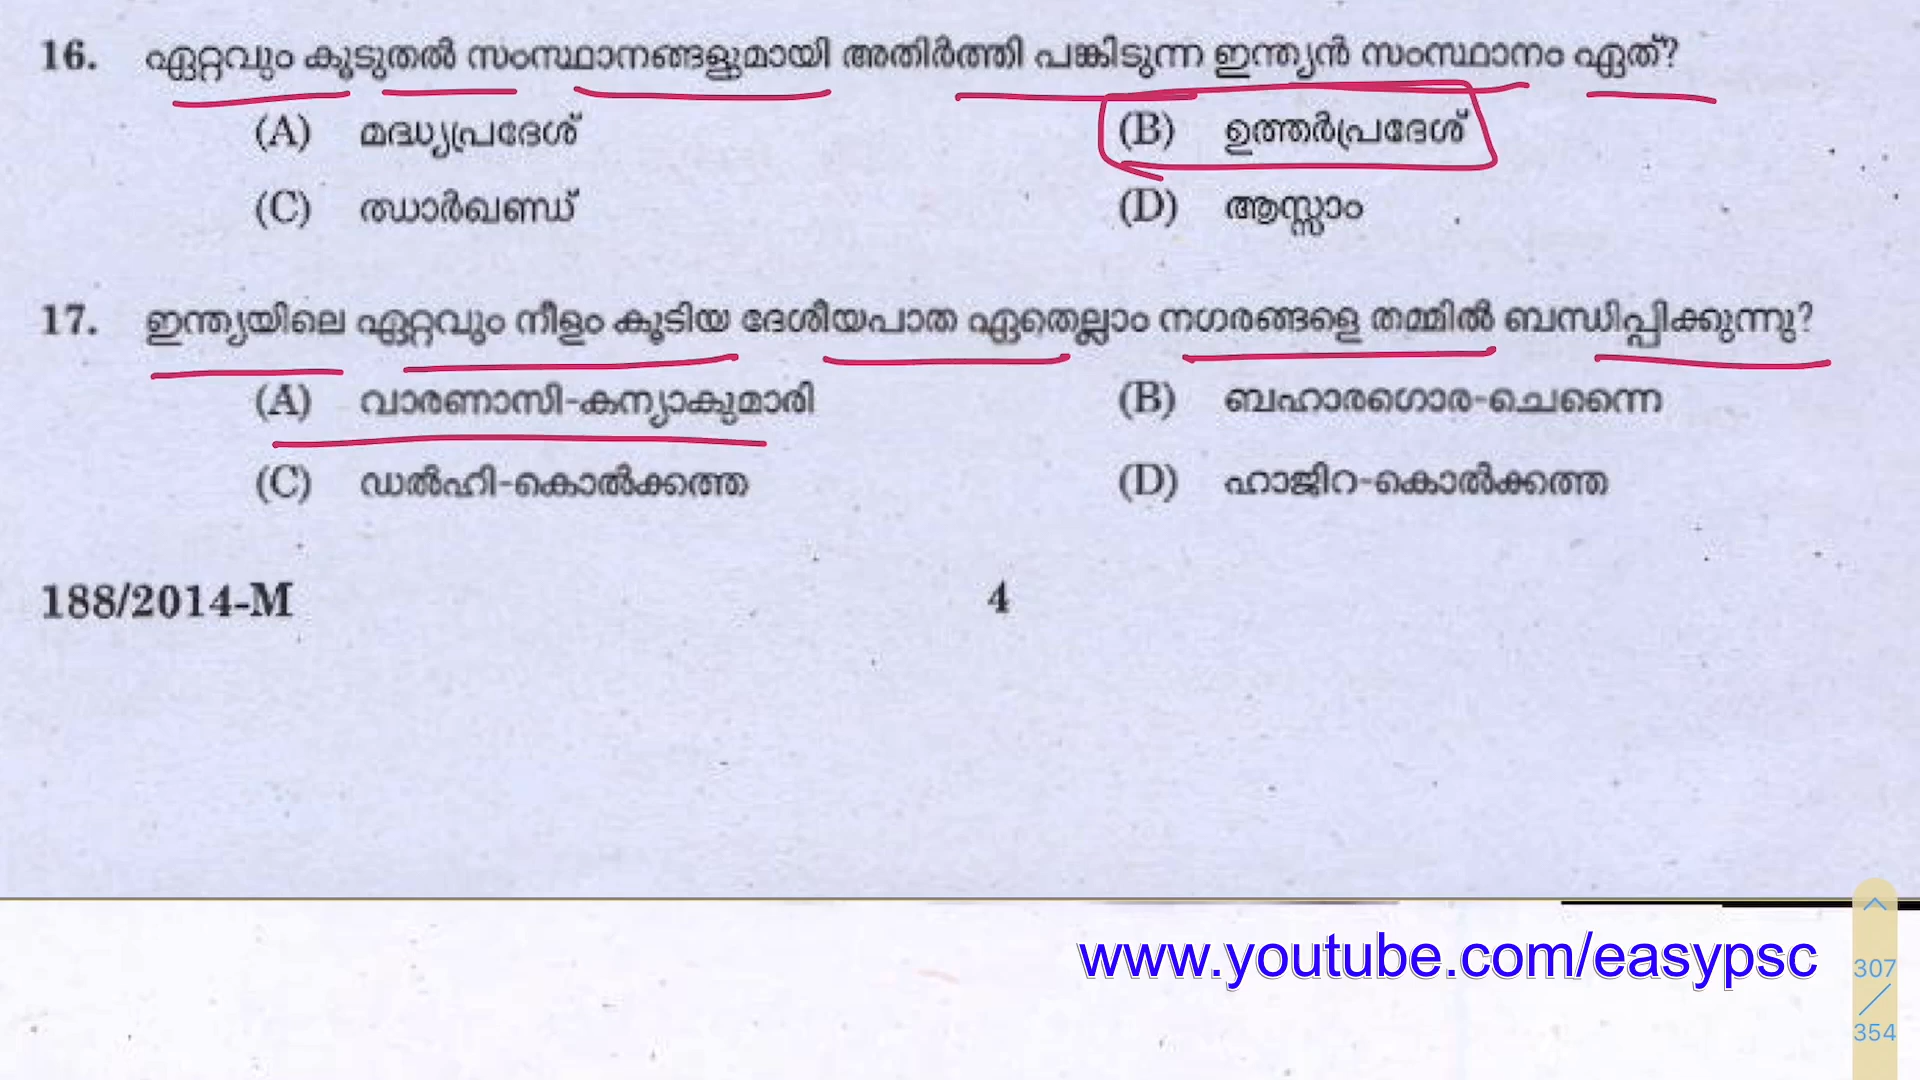 16. ഏറ്റവും കൂടുതൽ സംസ്ഥാനങ്ങളുമായി അതിർത്തി പങ്കിടുന്ന ഇന്ത്യൻ സംസ്ഥാനം ഏത്?
(A) മദ്ധ്യപ്രദേശ് (B) ഉത്തർപ്രദേശ്
(C) ഝാർഖണ്ഡ് (D) ആസ്സാം
17. ഇന്ത്യയിലെ ഏറ്റവും നീളം കൂടിയ ദേശീയപാത ഏതെല്ലാം നഗരങ്ങളെ തമ്മിൽ ബന്ധിപ്പിക്കുന്നു?
(A) വാരണാസി-കന്യാകുമാരി (B) ബഹാരഗൊര-ചെന്നൈ
(C) ഡൽഹി-കൊൽക്കത്ത (D) ഹാജിറ-കൊൽക്കത്ത
188/2014-M 4
www.youtube.com/easypsc
307
/
354